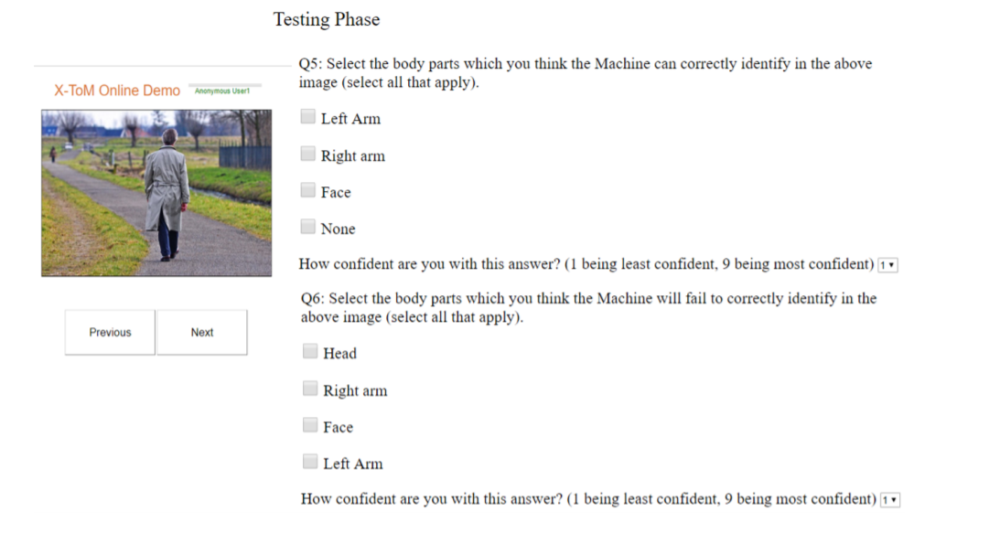 Testing Phase
X-ToM Online Demo
Anonymous User1
Previous
Next
Q5: Select the body parts which you think the Machine can correctly identify in the above
image (select all that apply).
Left Arm
Right arm
Face
None
How confident are you with this answer? (1 being least confident, 9 being most confident) 1
Q6: Select the body parts which you think the Machine will fail to correctly identify in the
above image (select all that apply).
Head
Right arm
Face
Left Arm
How confident are you with this answer? (1 being least confident, 9 being most confident) 1